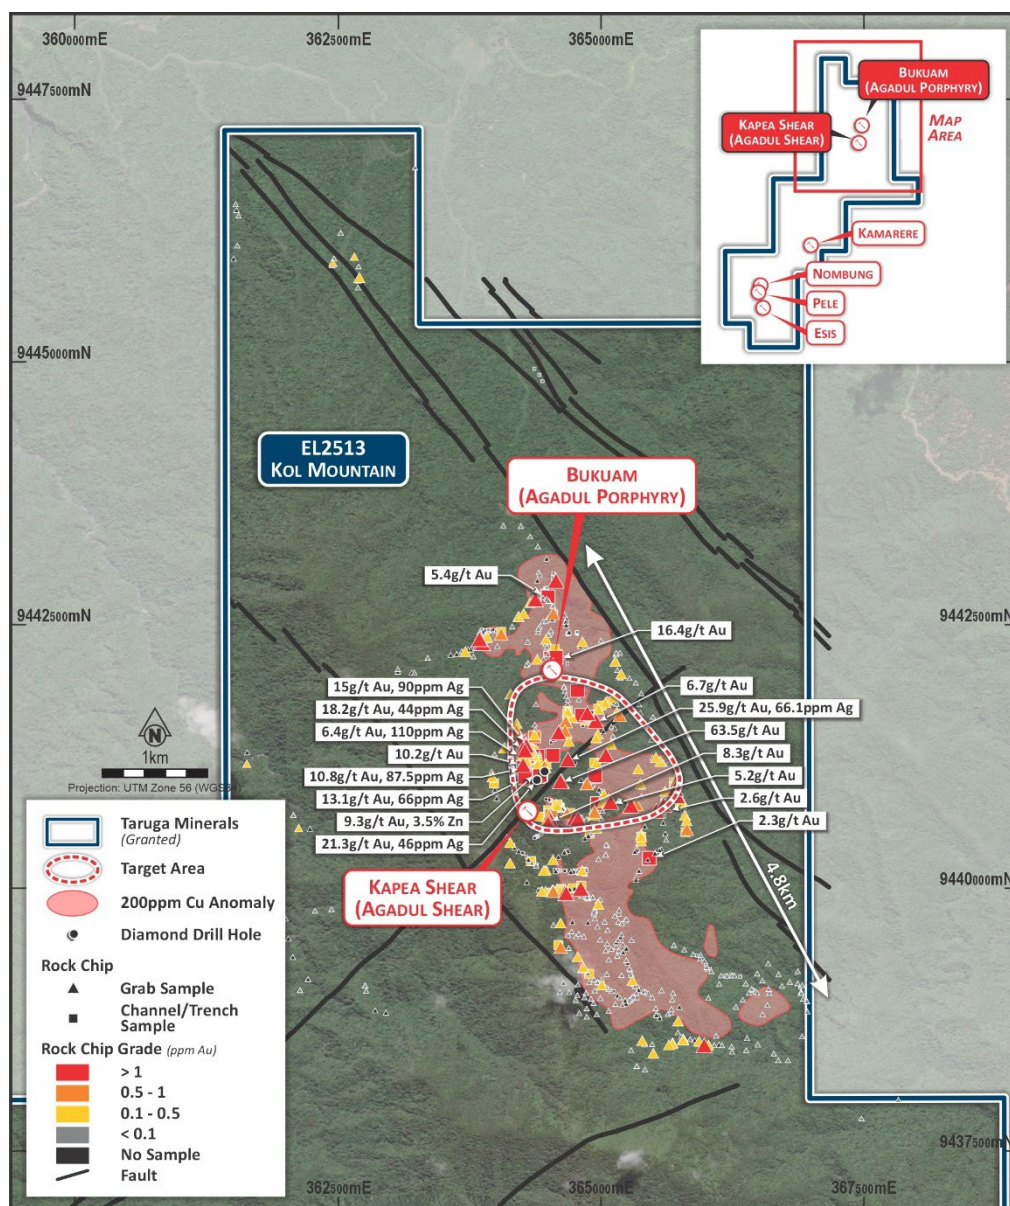 360000mE
362500mE
365000mE
9447500mN
BUKUAM
(AGADUL PORPHYRY)
KAPEA SHEAR
(AGADUL SHEAR)
MAP
AREA
KAMARERE
NOMBUNG
PELE
ESIS
9445000mN
EL2513
KOL MOUNTAIN
BUKUAM
(AGADUL PORPHYRY)
5.4g/t Au
9442500mN
9442500mN
16.4g/t Au
15g/t Au, 90ppm Ag
6.7g/t Au
18.2g/t Au, 44ppm Ag
25.9g/t Au, 66.1ppm Ag
6.4g/t Au, 110ppm Ag
63.5g/t Au
10.2g/t Au
8.3g/t Au
10.8g/t Au, 87.5ppm Ag
5.2g/t Au
13.1g/t Au, 66ppm Ag
2.6g/t Au
9.3g/t Au, 3.5% Zn
2.3g/t Au
21.3g/t Au, 46ppm Ag
N
1km
Projection: UTM Zone 56 (WGS84)
KAPEA SHEAR
(AGADUL SHEAR)
4.8km
9440000mN
Taruga Minerals
(Granted)
Target Area
200ppm Cu Anomaly
Diamond Drill Hole
Rock Chip
Grab Sample
Channel/Trench
Sample
Rock Chip Grade (ppm Au)
> 1
0.5 - 1
0.1 - 0.5
< 0.1
No Sample
Fault
9437500mN
362500mE
365000mE
367500mE